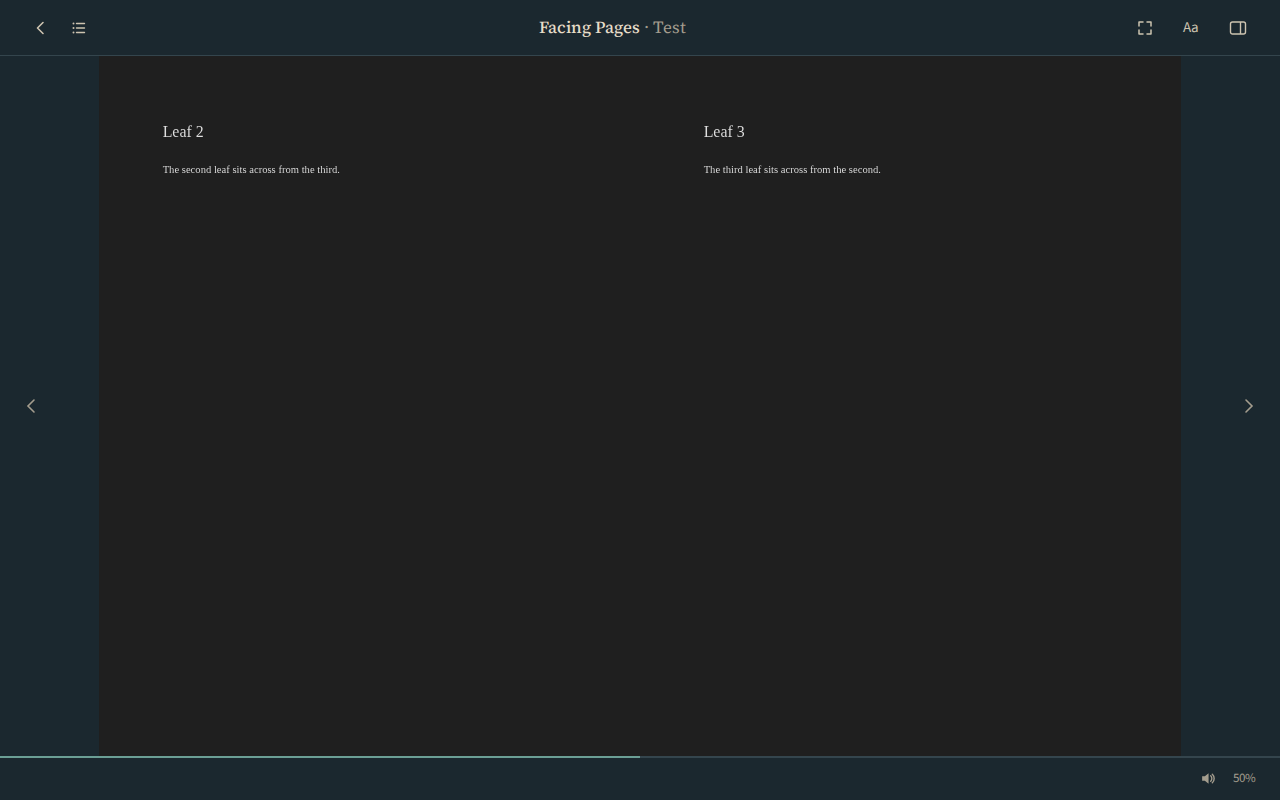 Facing Pages · Test
Aa
Leaf 2
The second leaf sits across from the third.
Leaf 3
The third leaf sits across from the second.
50%